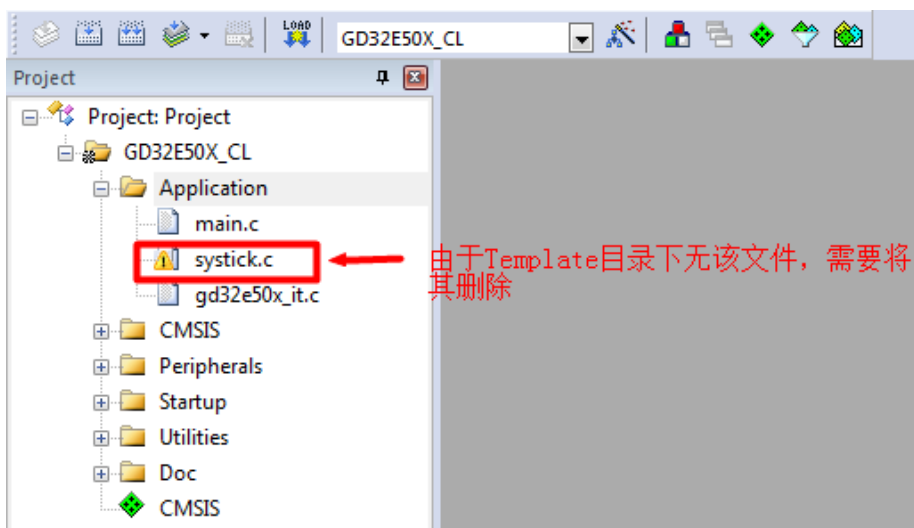 LOAD
GD32E50X_CL
Project
Project: Project
GD32E50X_CL
Application
main.c
systick.c
由于Template目录下无该文件，需要将
其删除
gd32e50x_it.c
CMSIS
Peripherals
Startup
Utilities
Doc
CMSIS